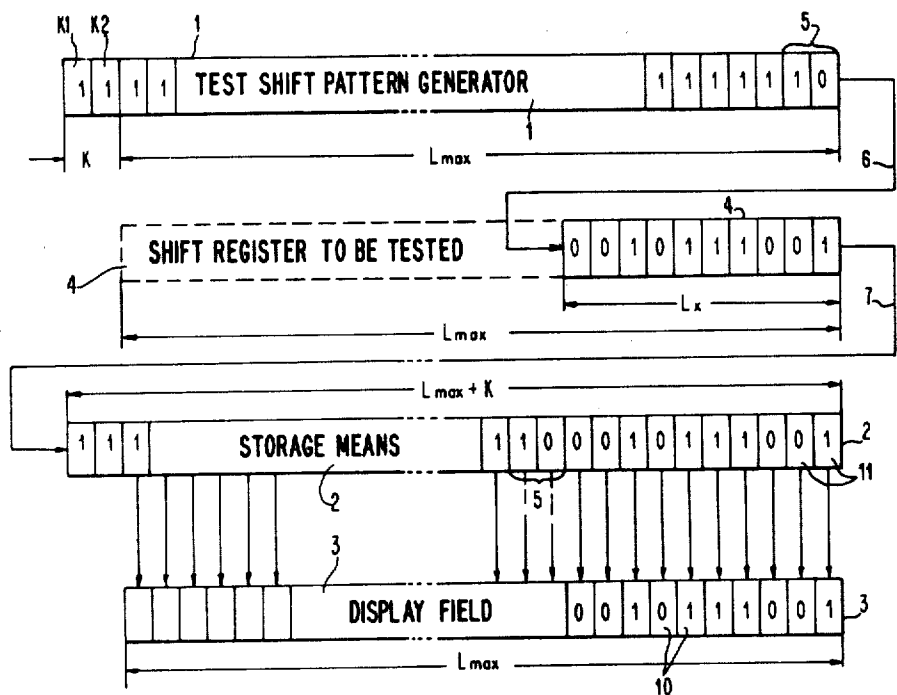 K1 K2 1 5
1 1 1 1 TEST SHIFT PATTERN GENERATOR 1 1 1 1 1 1 0
1
K Lmax 6
4
SHIFT REGISTER TO BE TESTED 0 0 1 0 1 1 1 0 0 1
4 7
Lx
Lmax
Lmax + K
1 1 1 STORAGE MEANS 1 1 0 0 0 1 0 1 1 1 0 0 1 2
2 5 11
3
DISPLAY FIELD 0 0 1 0 1 1 1 0 0 1 3
Lmax 10